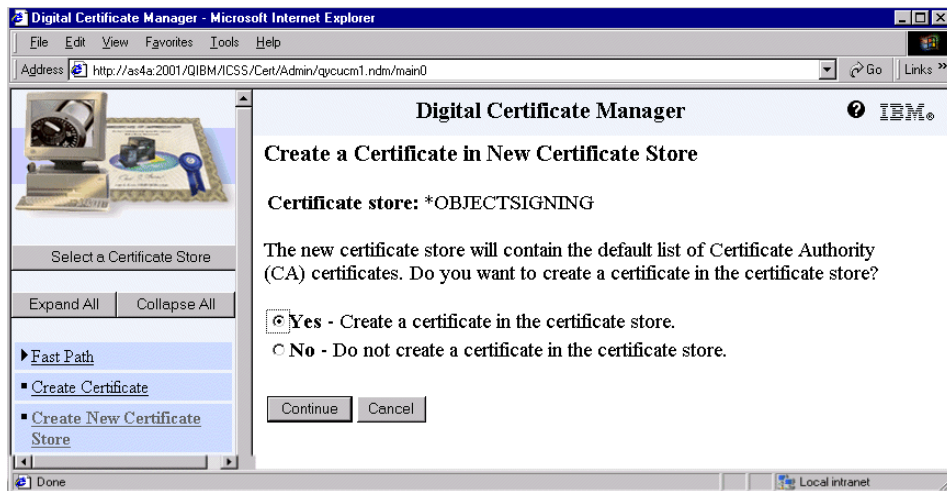 Digital Certificate Manager - Microsoft Internet Explorer
File Edit View Favorites Tools Help
Address http://as4a:2001/QIBM/ICSS/Cert/Admin/qycucm1.ndm/main0 Go Links »
Digital Certificate Manager ? IBM®
Select a Certificate Store
Expand All Collapse All
Fast Path
Create Certificate
Create New Certificate
Store
Create a Certificate in New Certificate Store
Certificate store: *OBJECTSIGNING
The new certificate store will contain the default list of Certificate Authority
(CA) certificates. Do you want to create a certificate in the certificate store?
Yes - Create a certificate in the certificate store.
No - Do not create a certificate in the certificate store.
Continue Cancel
Done Local intranet